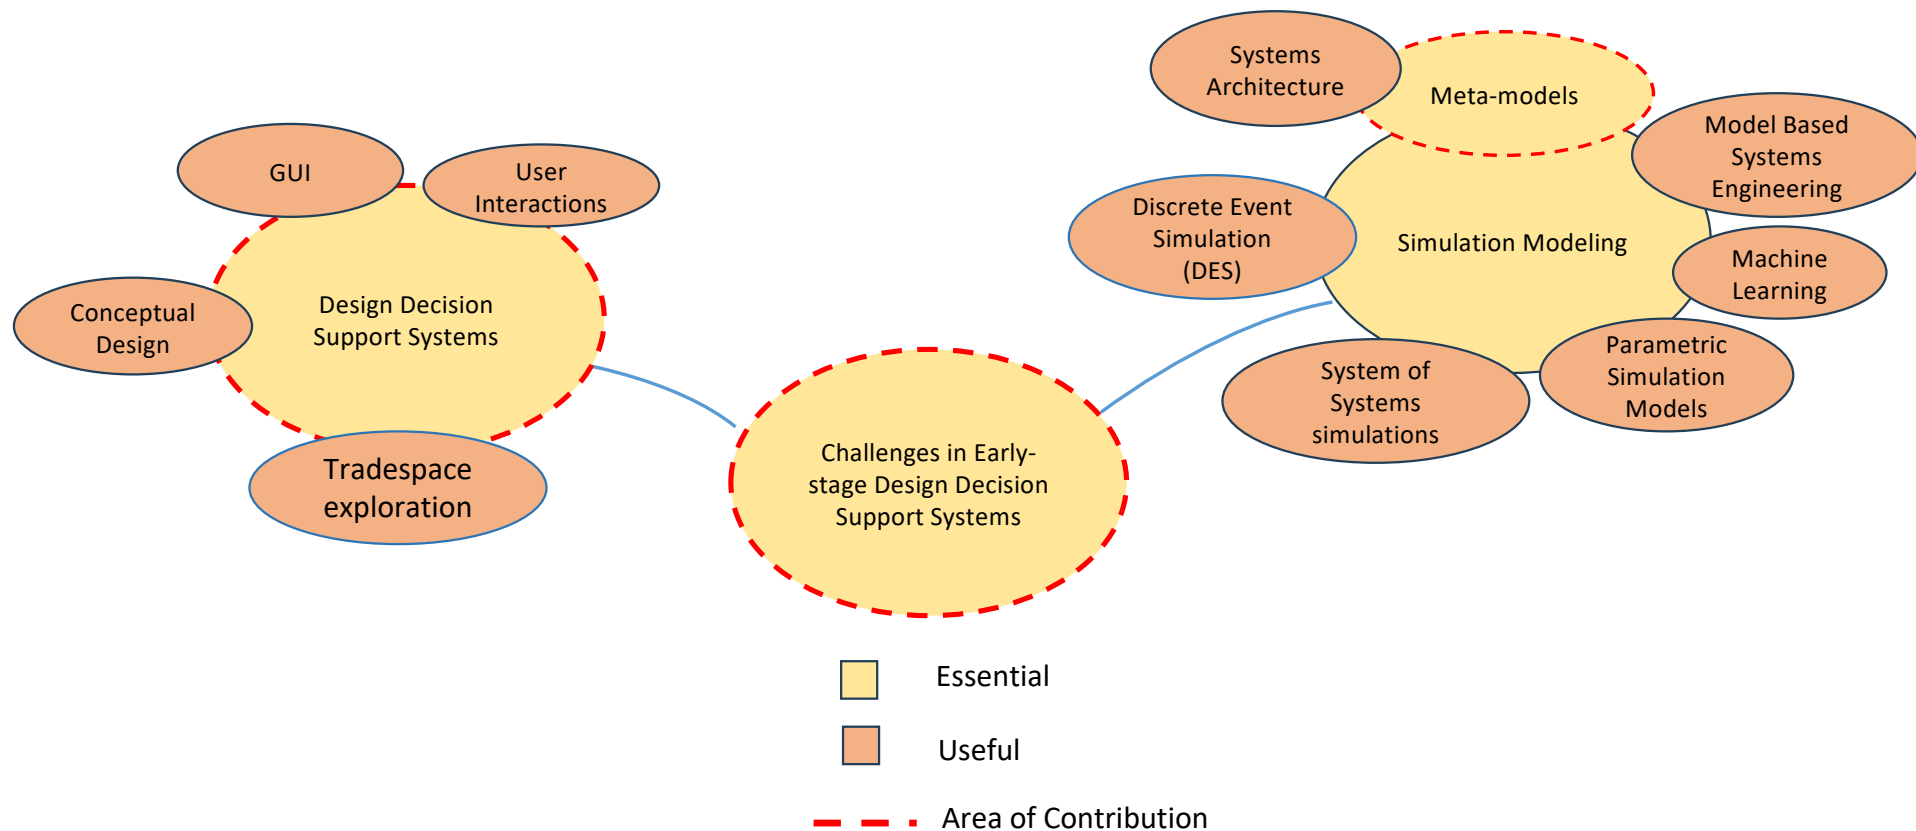 GUI
User
Interactions
Conceptual
Design
Design Decision
Support Systems
Tradespace
exploration
Challenges in Early-
stage Design Decision
Support Systems
Systems
Architecture
Meta-models
Model Based
Systems
Engineering
Discrete Event
Simulation
(DES)
Simulation Modeling
Machine
Learning
System of
Systems
simulations
Parametric
Simulation
Models
Essential
Useful
Area of Contribution